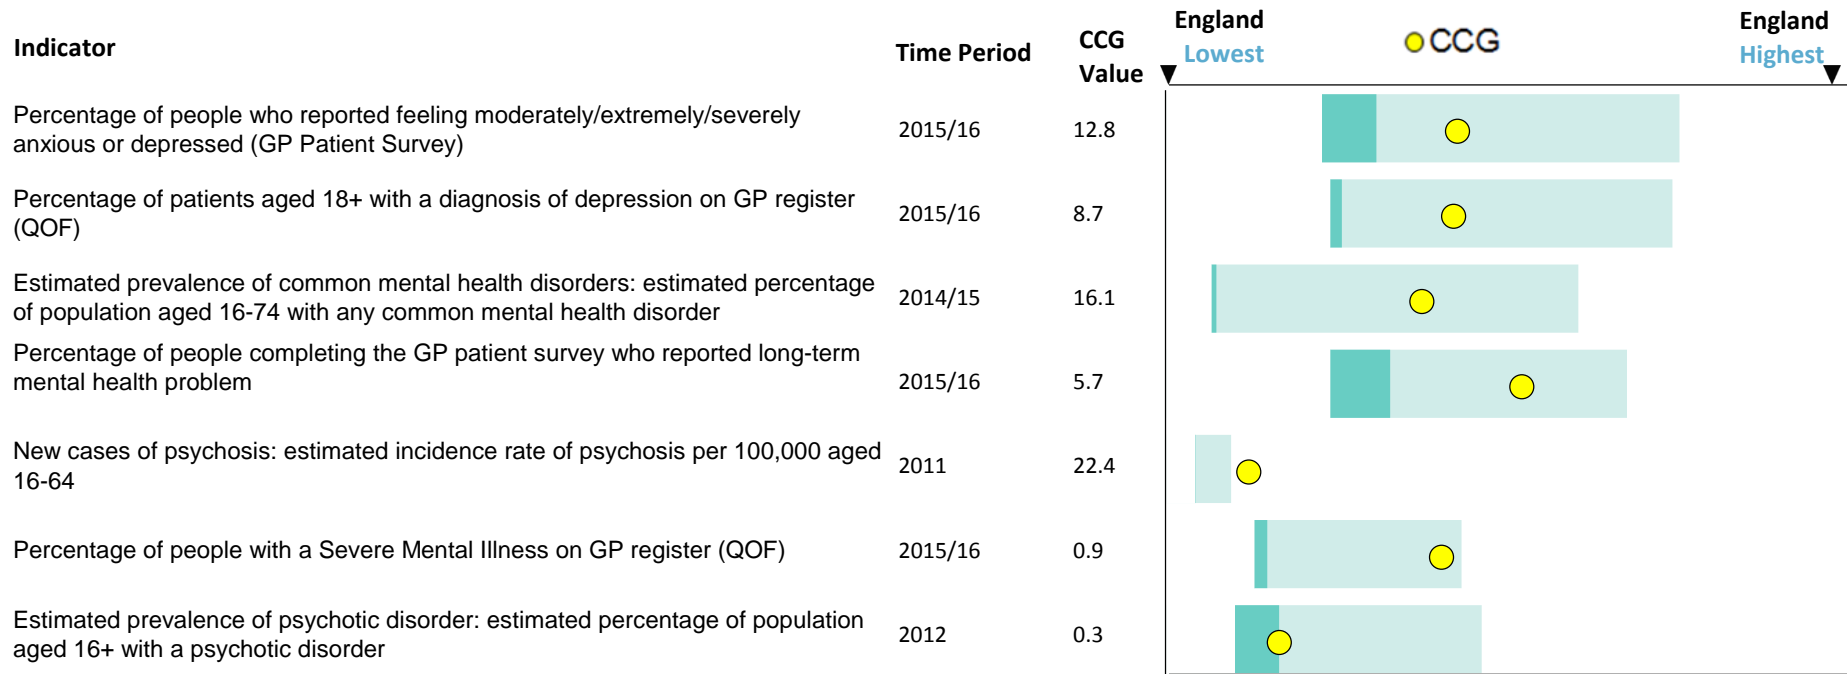 Indicator
Time Period
CCG
Value
England
Lowest
CCG
England
Highest
Percentage of people who reported feeling moderately/extremely/severely
anxious or depressed (GP Patient Survey)
2015/16
12.8
Percentage of patients aged 18+ with a diagnosis of depression on GP register
(QOF)
2015/16
8.7
Estimated prevalence of common mental health disorders: estimated percentage
of population aged 16-74 with any common mental health disorder
2014/15
16.1
Percentage of people completing the GP patient survey who reported long-term
mental health problem
2015/16
5.7
New cases of psychosis: estimated incidence rate of psychosis per 100,000 aged
16-64
2011
22.4
Percentage of people with a Severe Mental Illness on GP register (QOF)
2015/16
0.9
Estimated prevalence of psychotic disorder: estimated percentage of population
aged 16+ with a psychotic disorder
2012
0.3